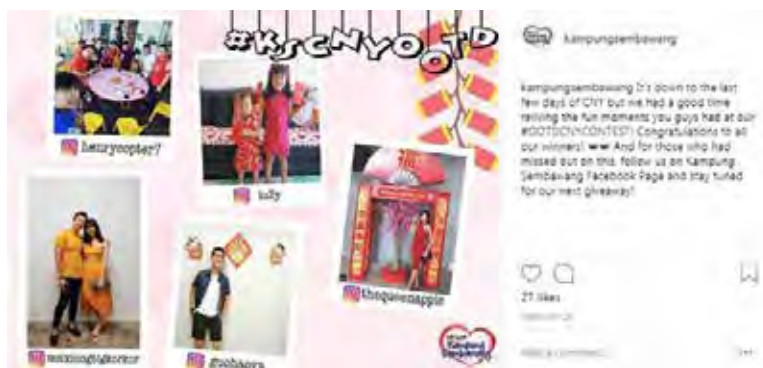 #KSCNYOOTD
henrycopter7
lully
thequeenapple
kampungsembawang
kampungsembawang It's down to the last
few days of CNY but we had a good time
reliving the fun moments you guys had at our
#OOTDCNYCONTEST! Congratulations to all
our winners! And for those who had
missed out on this, follow us on Kampung
Sembawang Facebook Page and stay tuned
for our next giveaway!
27 likes
Add a comment...